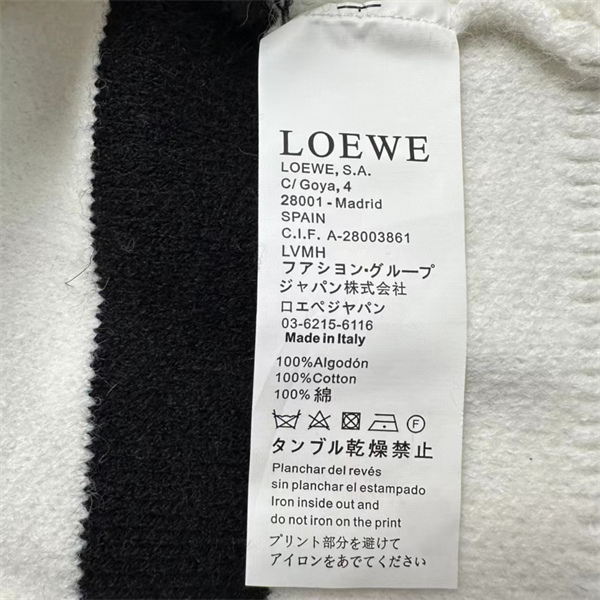 LOEWE
LOEWE, S.A.
C/ Goya, 4
28001 - Madrid
SPAIN
C.I.F. A-28003861
LVMH
フアシヨン・グループ
ジャパン株式会社
口エペジャパン
03-6215-6116
Made in Italy
100%Algodón
100%Cotton
100% 綿
F
タンブル乾燥禁止
Planchar del revés
sin planchar el estampado
Iron inside out and
do not iron on the print
プリント部分を避けて
アイロンをあでてください